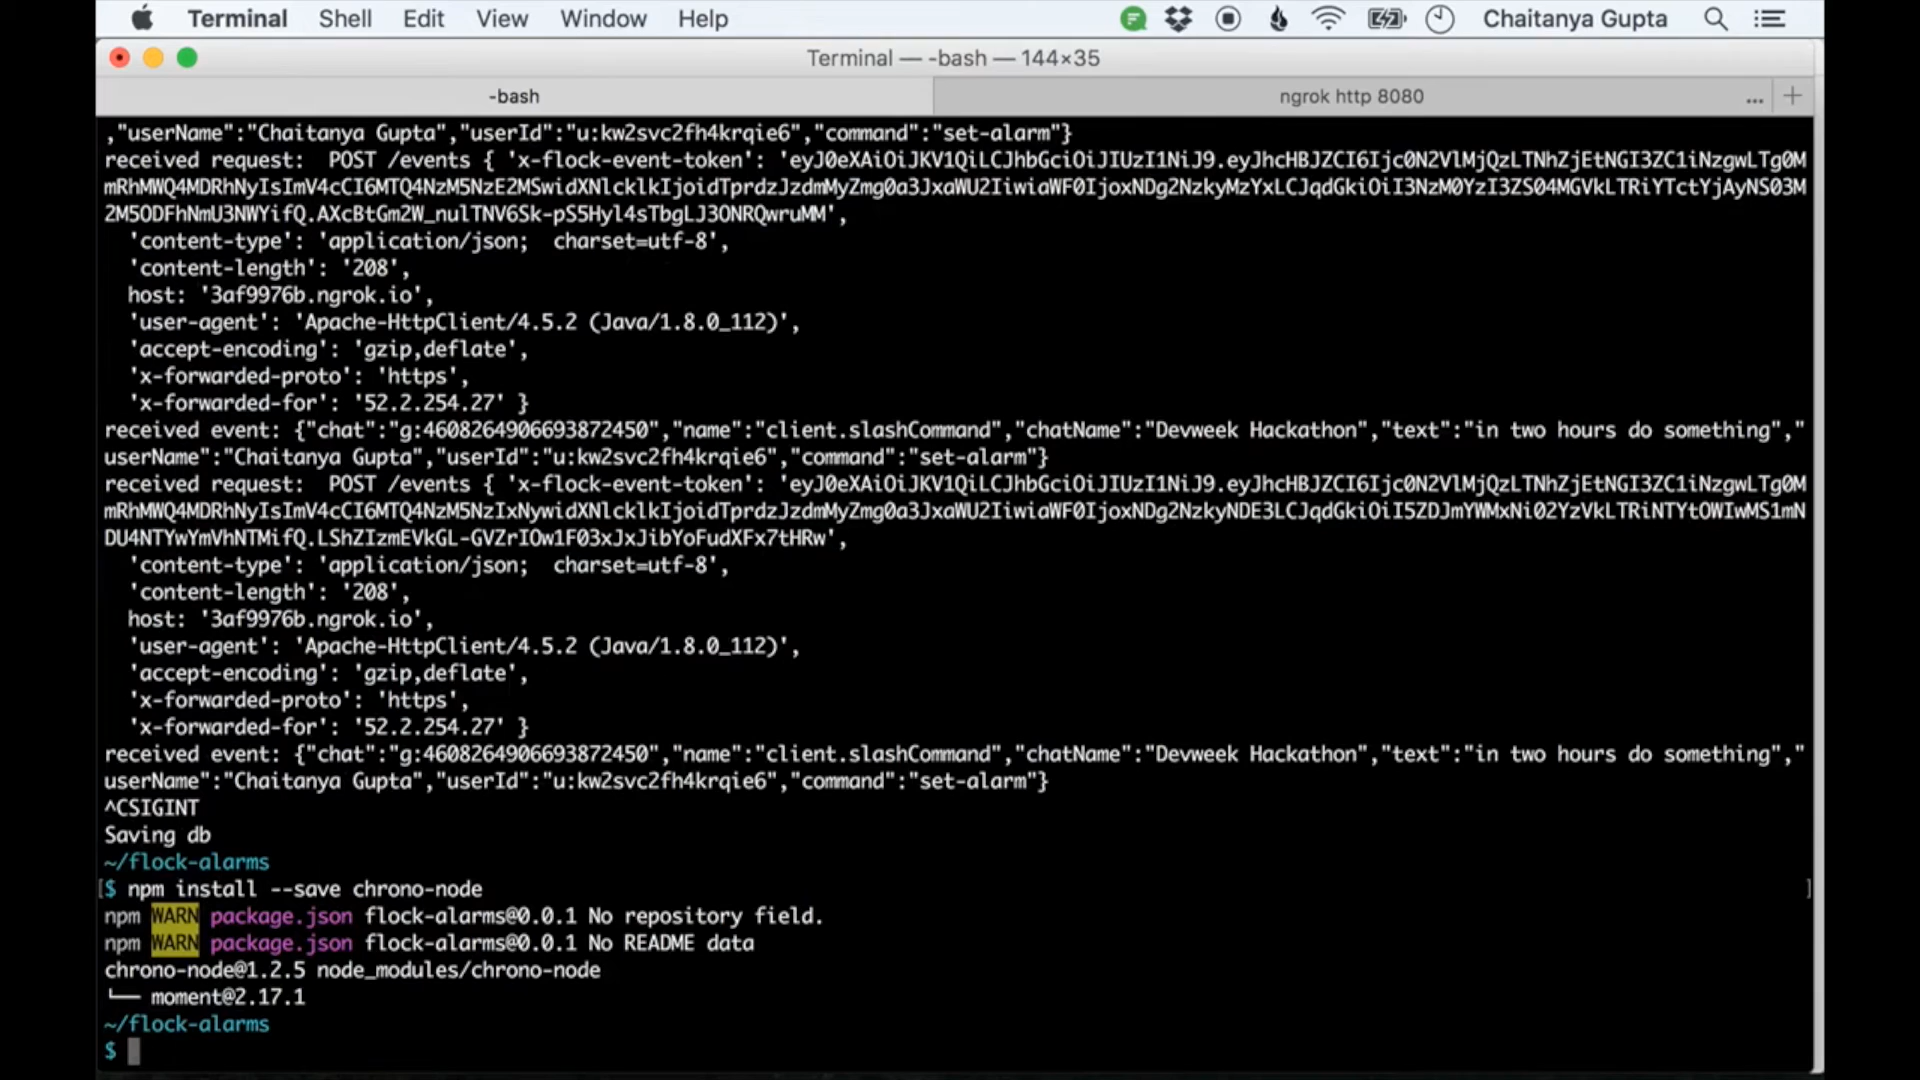 Terminal Shell Edit View Window Help Chaitanya Gupta
Terminal — -bash — 144×35
-bash ngrok http 8080 ... +
,"userName":"Chaitanya Gupta","userId":"u:kw2svc2fh4krqie6","command":"set-alarm"}
received request:  POST /events { 'x-flock-event-token': 'eyJ0eXAiOiJKV1QiLCJhbGciOiJIUzI1NiJ9.eyJhcHBJZCI6Ijc0N2VlMjQzLTNhZjEtNGI3ZC1iNzgwLTg0M
mRhMWQ4MDRhNyIsImV4cCI6MTQ4NzM5NzE2MSwidXNlcklkIjoidTprdzJzdmMyZmg0a3JxaWU2IiwiaWF0IjoxNDg2NzkyMzYxLCJqdGkiOiI3NzM0YzI3ZS04MGVkLTRiYTctYjAyNS03M
2M5ODFhNmU3NWYifQ.AXcBtGm2W_nulTNV6Sk-pS5Hyl4sTbgLJ3ONRQwruMM',
'content-type': 'application/json;  charset=utf-8',
'content-length': '208',
host: '3af9976b.ngrok.io',
'user-agent': 'Apache-HttpClient/4.5.2 (Java/1.8.0_112)',
'accept-encoding': 'gzip,deflate',
'x-forwarded-proto': 'https',
'x-forwarded-for': '52.2.254.27' }
received event: {"chat":"g:4608264906693872450","name":"client.slashCommand","chatName":"Devweek Hackathon","text":"in two hours do something","
userName":"Chaitanya Gupta","userId":"u:kw2svc2fh4krqie6","command":"set-alarm"}
received request:  POST /events { 'x-flock-event-token': 'eyJ0eXAiOiJKV1QiLCJhbGciOiJIUzI1NiJ9.eyJhcHBJZCI6Ijc0N2VlMjQzLTNhZjEtNGI3ZC1iNzgwLTg0M
mRhMWQ4MDRhNyIsImV4cCI6MTQ4NzM5NzIxNywidXNlcklkIjoidTprdzJzdmMyZmg0a3JxaWU2IiwiaWF0IjoxNDg2NzkyNDE3LCJqdGkiOiI5ZDJmYWMxNi02YzVkLTRiNTYtOWIwMS1mN
DU4NTYwYmVhNTMifQ.LShZIzmEVkGL-GVZrIOw1F03xJxJibYoFudXFx7tHRw',
'content-type': 'application/json;  charset=utf-8',
'content-length': '208',
host: '3af9976b.ngrok.io',
'user-agent': 'Apache-HttpClient/4.5.2 (Java/1.8.0_112)',
'accept-encoding': 'gzip,deflate',
'x-forwarded-proto': 'https',
'x-forwarded-for': '52.2.254.27' }
received event: {"chat":"g:4608264906693872450","name":"client.slashCommand","chatName":"Devweek Hackathon","text":"in two hours do something","
userName":"Chaitanya Gupta","userId":"u:kw2svc2fh4krqie6","command":"set-alarm"}
^CSIGINT
Saving db
~/flock-alarms
[$ npm install --save chrono-node ]
npm WARN package.json flock-alarms@0.0.1 No repository field.
npm WARN package.json flock-alarms@0.0.1 No README data
chrono-node@1.2.5 node_modules/chrono-node
└── moment@2.17.1
~/flock-alarms
$